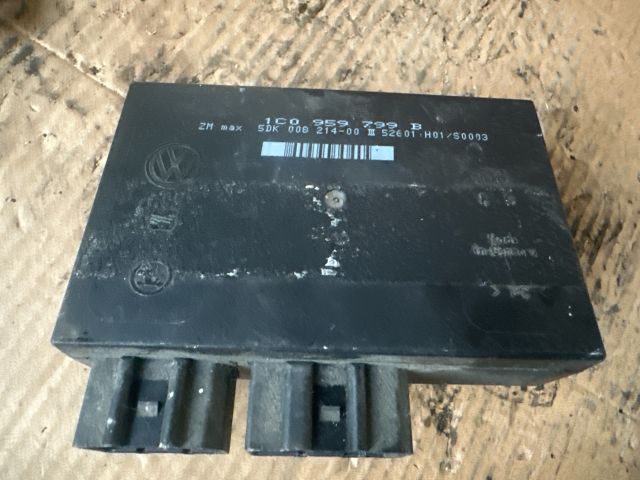 1C0 959 799 B
ZM max 5DK 008 214-00 III 52601 H01/S0003